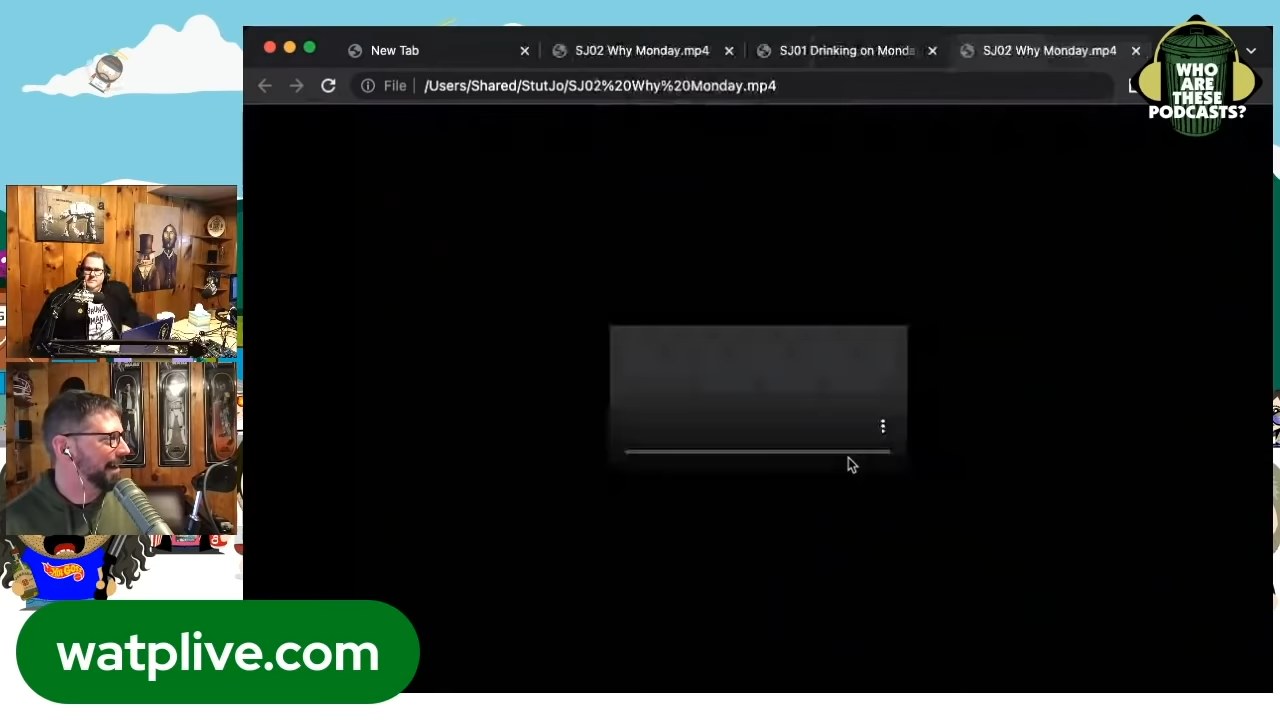 New Tab
SJ02 Why Monday.mp4
SJ01 Drinking on Monda
SJ02 Why Monday.mp4
File
/Users/Shared/StutJo/SJ02%20Why%20Monday.mp4
WHO
ARE
THESE
PODCASTS?
watplive.com